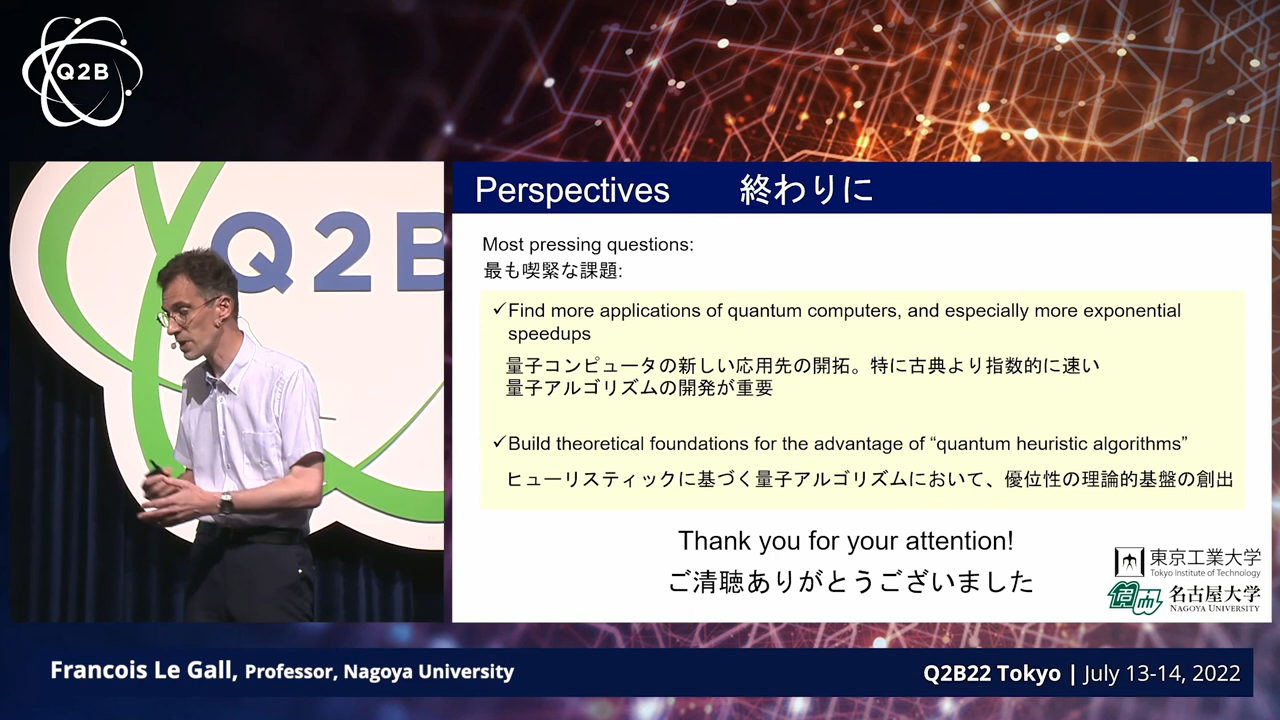 Q2B
Q2B
Perspectives 終わりに
Most pressing questions:
最も喫緊な課題:
✓Find more applications of quantum computers, and especially more exponential
speedups
量子コンピュータの新しい応用先の開拓。特に古典より指数的に速い
量子アルゴリズムの開発が重要
✓Build theoretical foundations for the advantage of “quantum heuristic algorithms”
ヒューリスティックに基づく量子アルゴリズムにおいて、優位性の理論的基盤の創出
Thank you for your attention!
ご清聴ありがとうございました
東京工業大学
Tokyo Institute of Technology
名古屋大学
NAGOYA UNIVERSITY
Francois Le Gall, Professor, Nagoya University
Q2B22 Tokyo | July 13-14, 2022